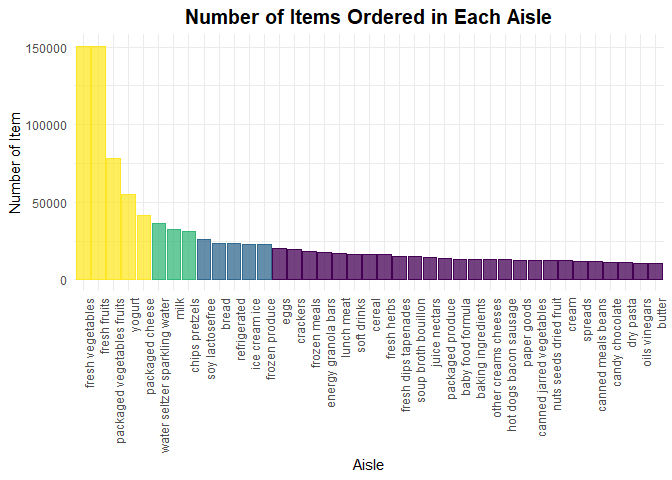 Number of Items Ordered in Each Aisle
Number of Item
150000
100000
50000
0
fresh vegetables
fresh fruits
packaged vegetables fruits
yogurt
packaged cheese
water seltzer sparkling water
milk
chips pretzels
soy lactosefree
bread
refrigerated
ice cream ice
frozen produce
eggs
crackers
frozen meals
energy granola bars
lunch meat
soft drinks
cereal
fresh herbs
fresh dips tapenades
soup broth bouillon
juice nectars
packaged produce
baby food formula
baking ingredients
other creams cheeses
hot dogs bacon sausage
paper goods
canned jarred vegetables
nuts seeds dried fruit
cream
spreads
canned meals beans
candy chocolate
dry pasta
oils vinegars
butter
Aisle